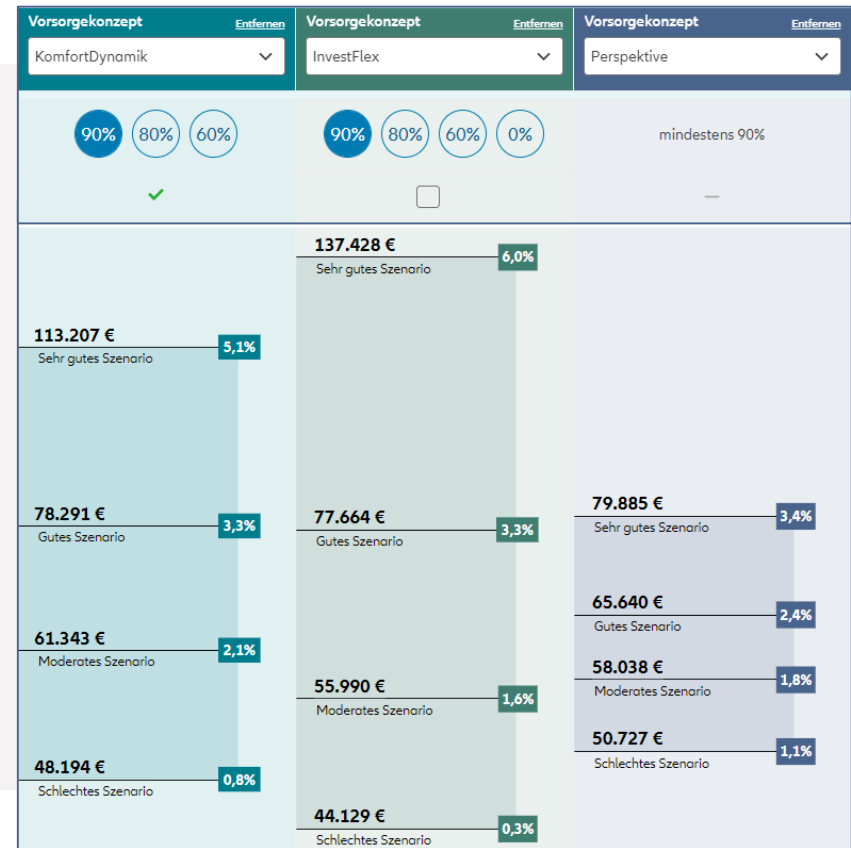 Vorsorgekonzept Entfernen
KomfortDynamik
90% 80% 60%
113.207 €
Sehr gutes Szenario
5,1%
78.291 €
Gutes Szenario
3,3%
61.343 €
Moderates Szenario
2,1%
48.194 €
Schlechtes Szenario
0,8%
Vorsorgekonzept Entfernen
InvestFlex
90% 80% 60% 0%
137.428 €
Sehr gutes Szenario
6,0%
77.664 €
Gutes Szenario
3,3%
55.990 €
Moderates Szenario
1,6%
44.129 €
Schlechtes Szenario
0,3%
Vorsorgekonzept Entfernen
Perspektive
mindestens 90%
79.885 €
Sehr gutes Szenario
3,4%
65.640 €
Gutes Szenario
2,4%
58.038 €
Moderates Szenario
1,8%
50.727 €
Schlechtes Szenario
1,1%